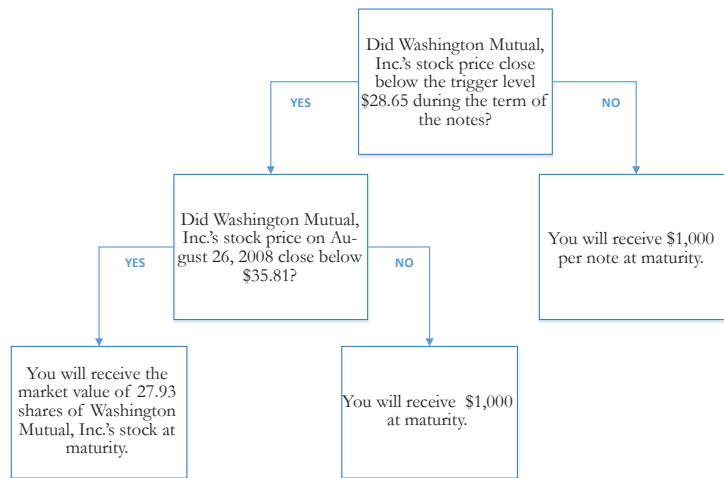 Did Washington Mutual,
Inc.'s stock price close
below the trigger level
$28.65 during the term of
the notes?
YES
NO
Did Washington Mutual,
Inc.'s stock price on Au-
gust 26, 2008 close below
$35.81?
You will receive $1,000
per note at maturity.
YES
NO
You will receive the
market value of 27.93
shares of Washington
Mutual, Inc.'s stock at
maturity.
You will receive  $1,000
at maturity.